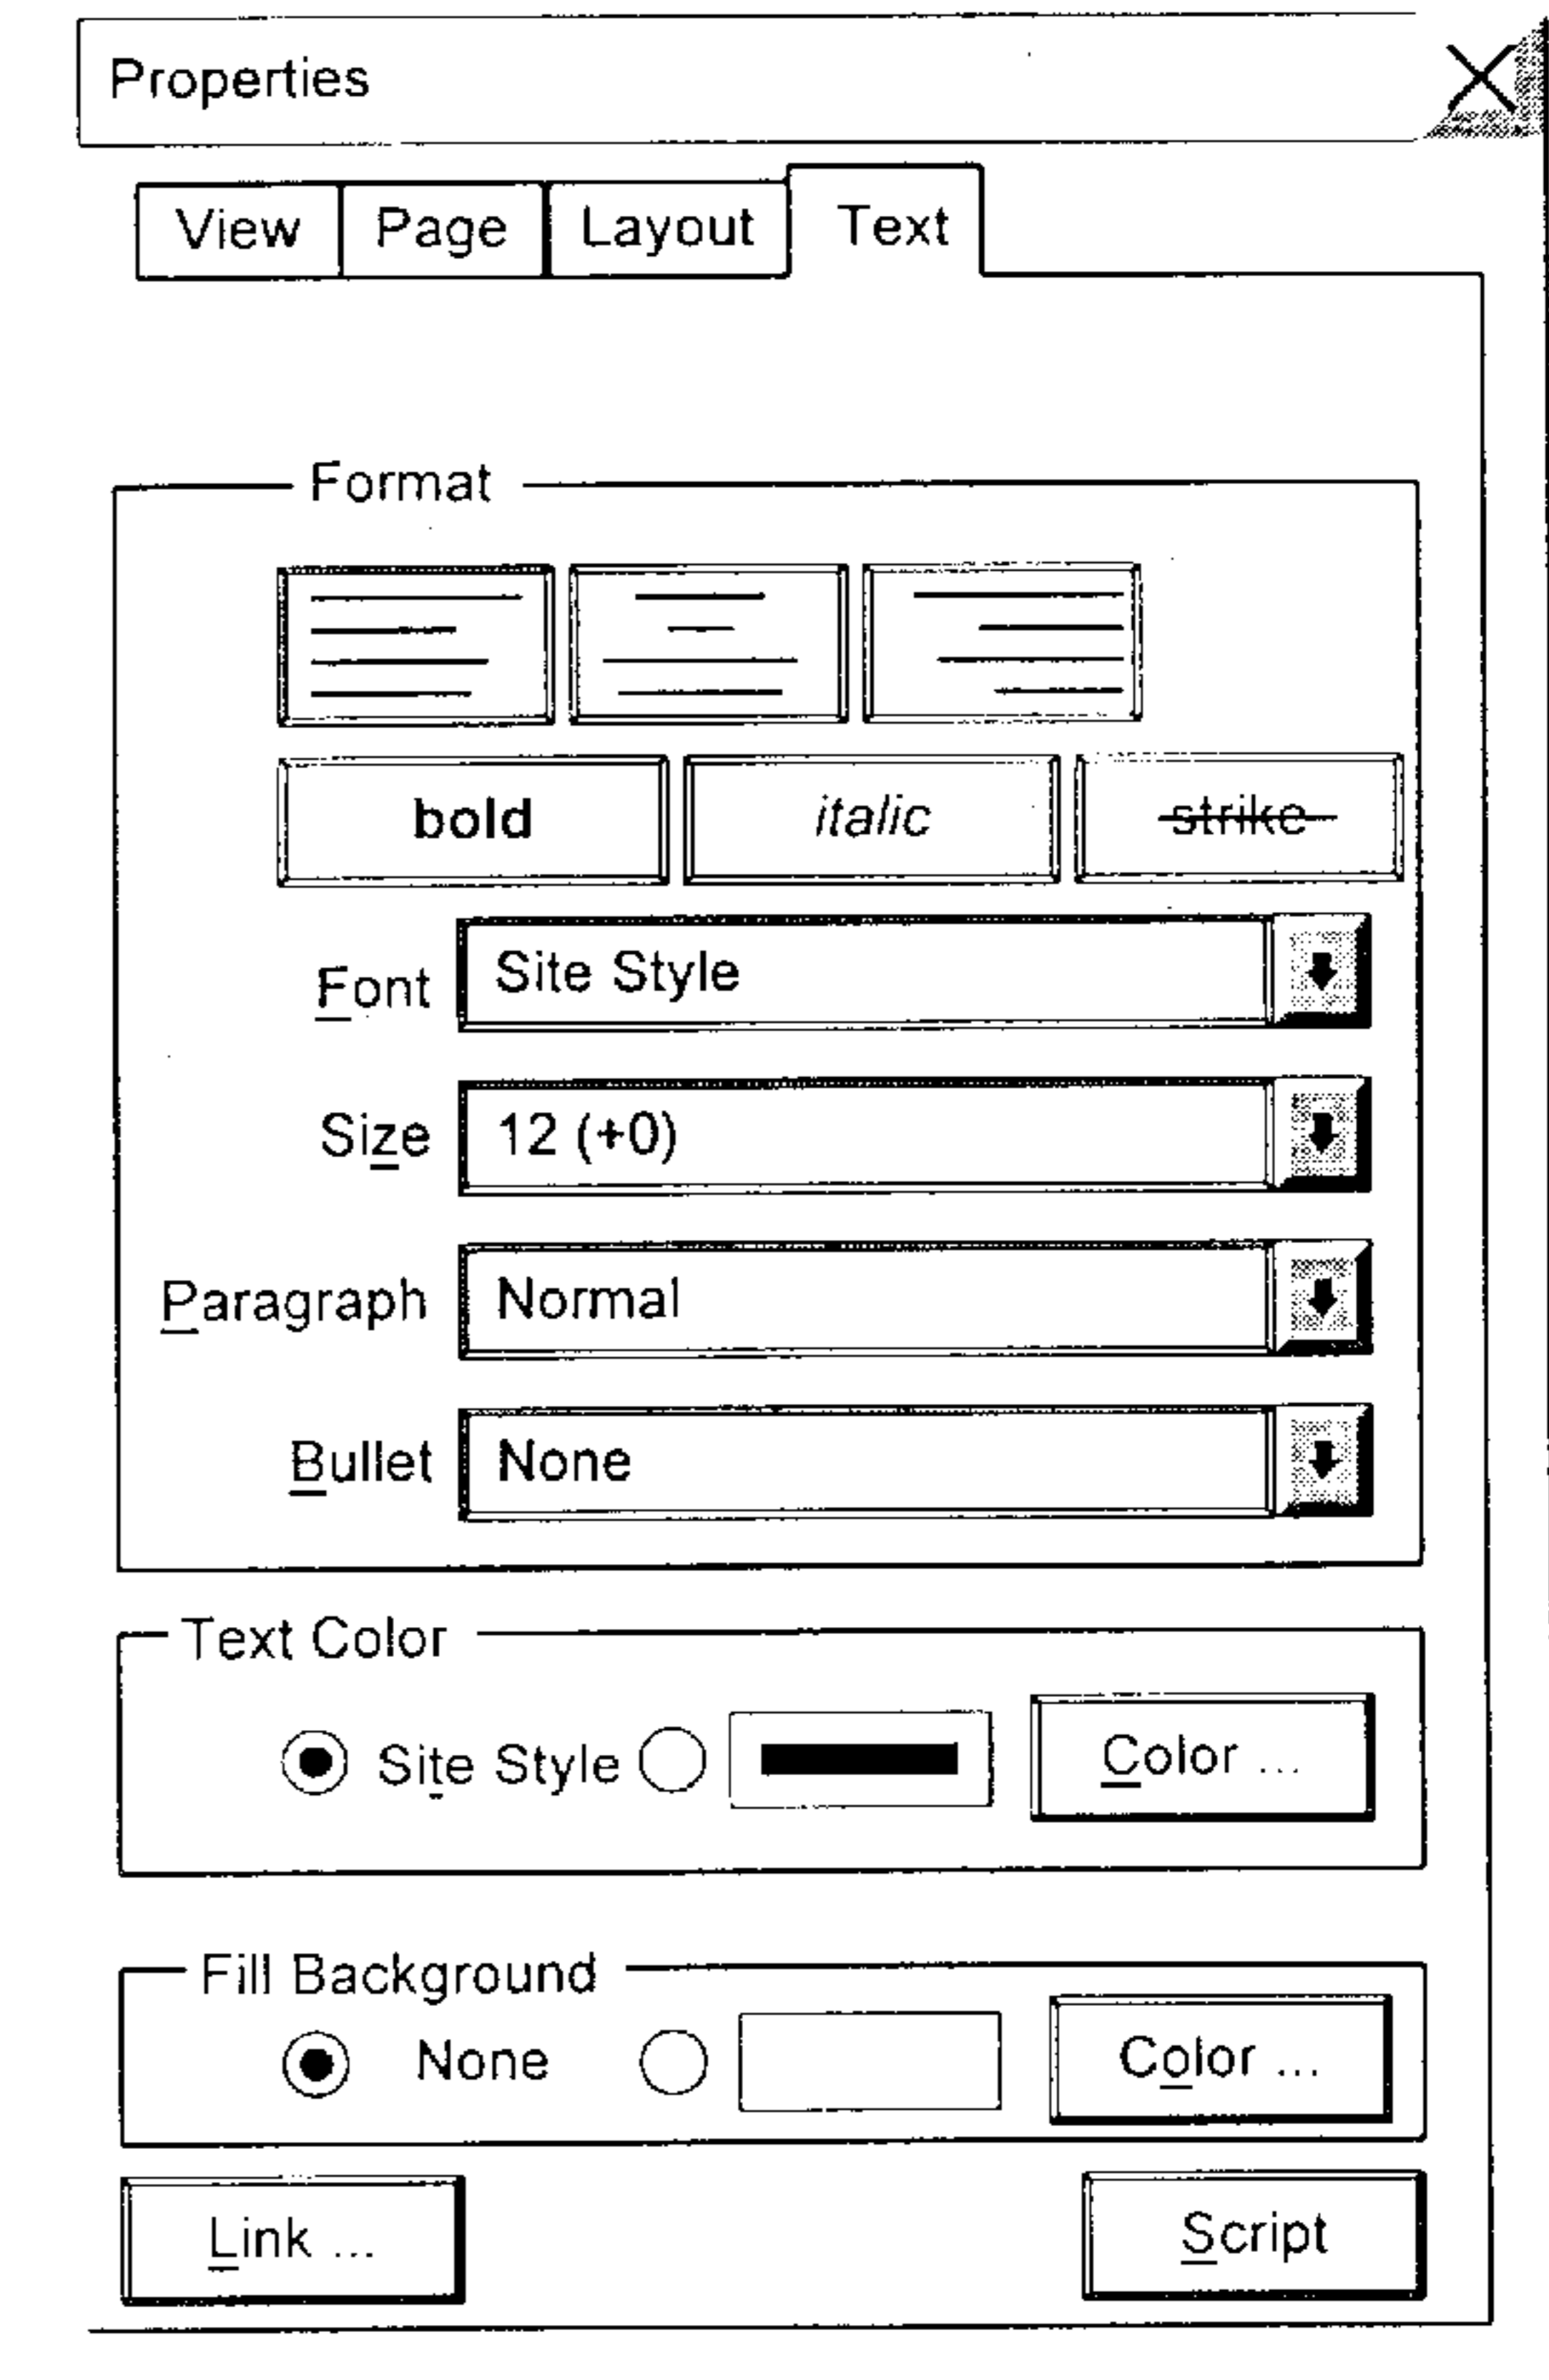 Properties
View Page Layout Text
Format
bold italic strike
Font Site Style
Size 12 (+0)
Paragraph Normal
Bullet None
Text Color
Site Style Color ...
Fill Background
None Color ...
Link ... Script